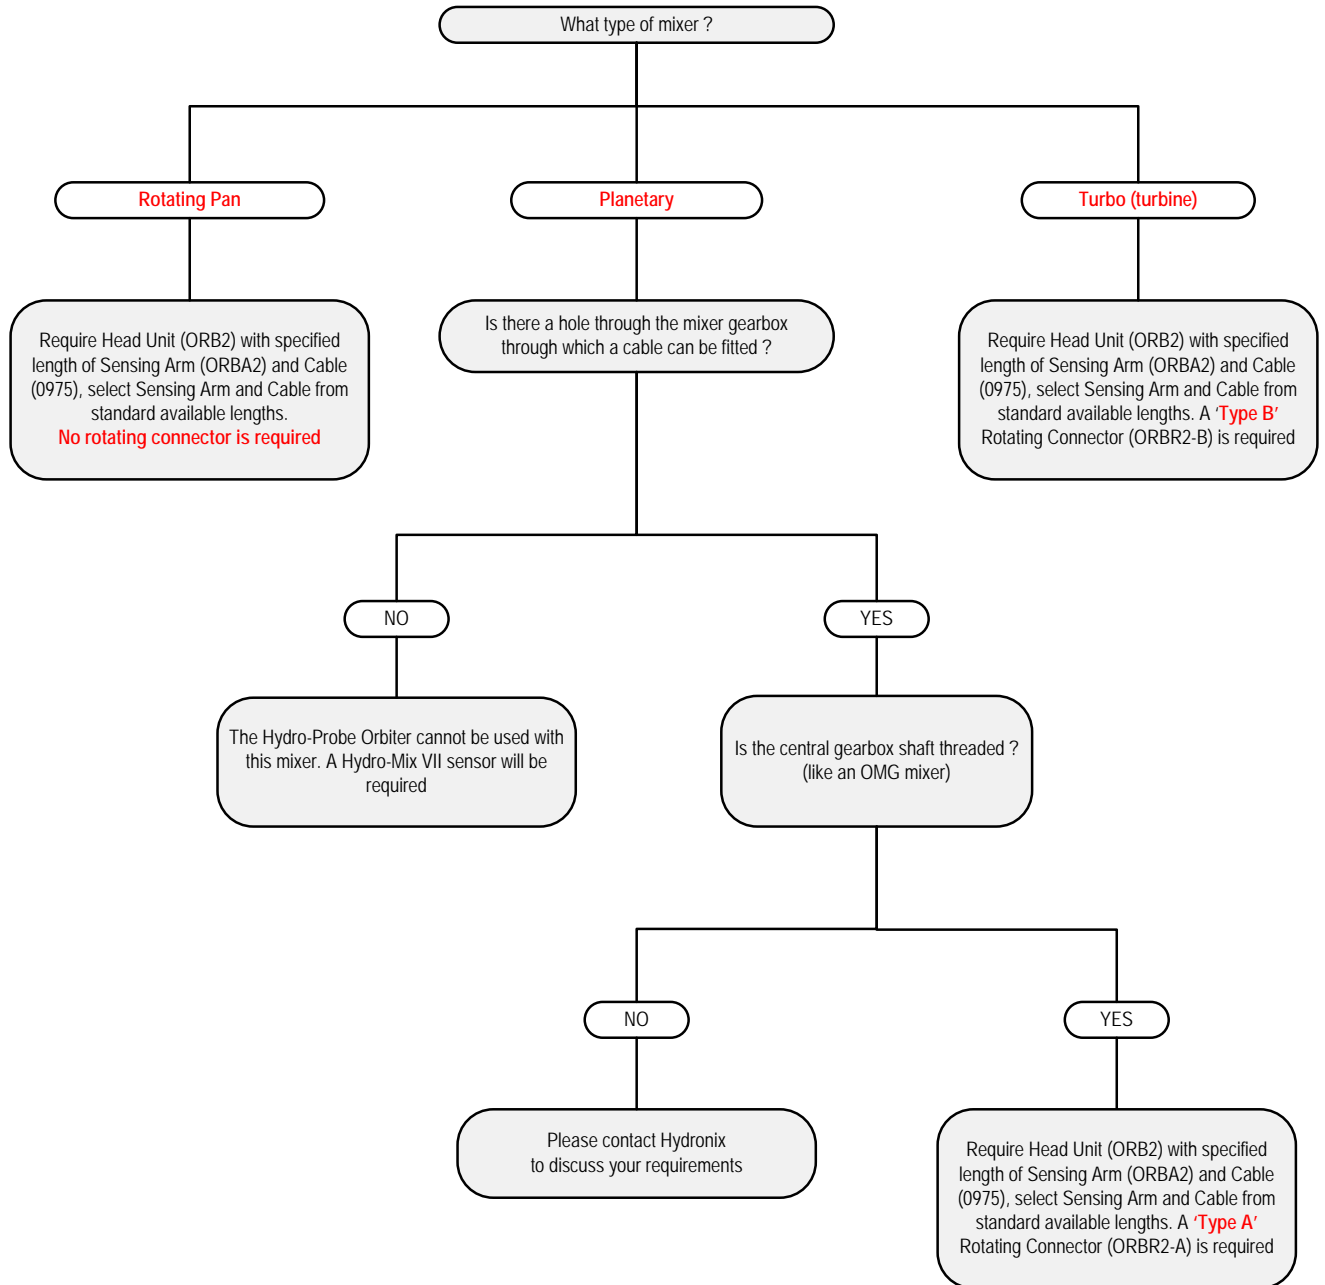 What type of mixer ?
Rotating Pan
Planetary
Turbo (turbine)
Require Head Unit (ORB2) with specified
length of Sensing Arm (ORBA2) and Cable
(0975), select Sensing Arm and Cable from
standard available lengths.
No rotating connector is required
Is there a hole through the mixer gearbox
through which a cable can be fitted ?
Require Head Unit (ORB2) with specified
length of Sensing Arm (ORBA2) and Cable
(0975), select Sensing Arm and Cable from
standard available lengths. A ‘Type B’
Rotating Connector (ORBR2-B) is required
NO
YES
The Hydro-Probe Orbiter cannot be used with
this mixer. A Hydro-Mix VII sensor will be
required
Is the central gearbox shaft threaded ?
(like an OMG mixer)
NO
YES
Please contact Hydronix
to discuss your requirements
Require Head Unit (ORB2) with specified
length of Sensing Arm (ORBA2) and Cable
(0975), select Sensing Arm and Cable from
standard available lengths. A ‘Type A’
Rotating Connector (ORBR2-A) is required